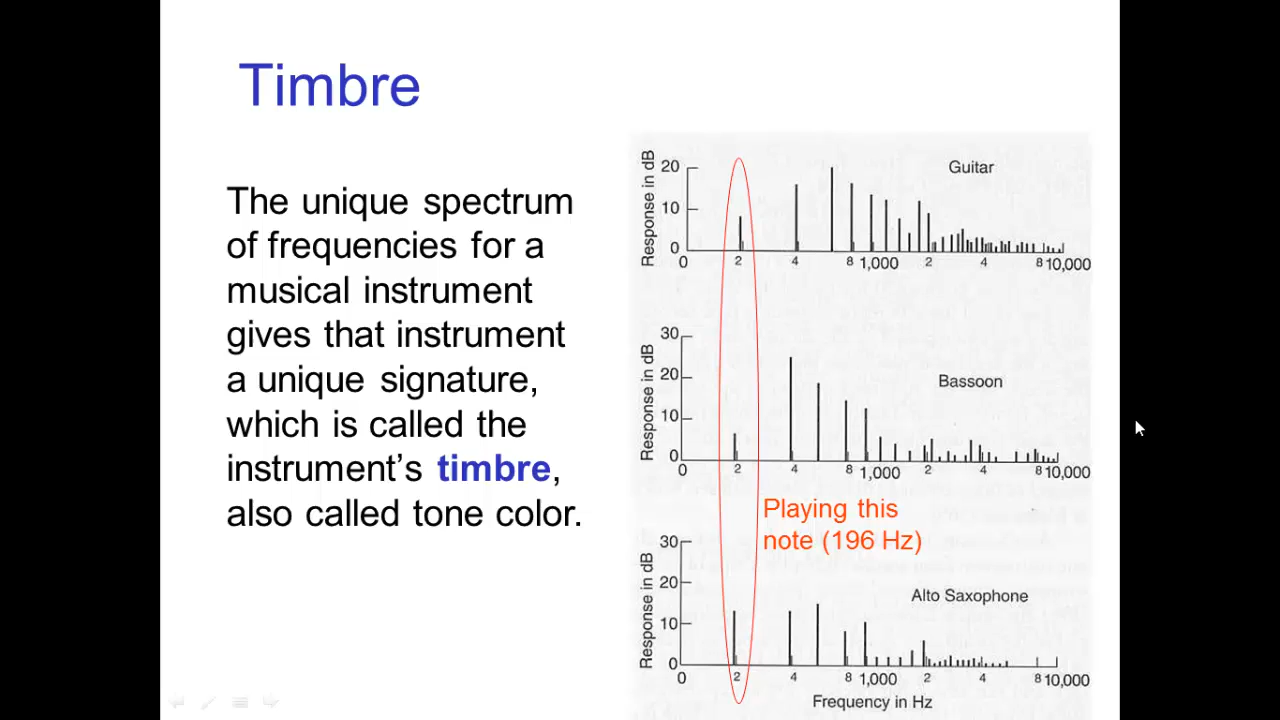 Timbre
The unique spectrum
of frequencies for a
musical instrument
gives that instrument
a unique signature,
which is called the
instrument's timbre,
also called tone color.
Response in dB
20
10
0
Guitar
0 2 4 8 1,000 2 4 8 10,000
Response in dB
30
20
10
0
Bassoon
0 2 4 8 1,000 2 4 8 10,000
Playing this
note (196 Hz)
Response in dB
30
20
10
0
Alto Saxophone
0 2 4 8 1,000 2 4 8 10,000
Frequency in Hz